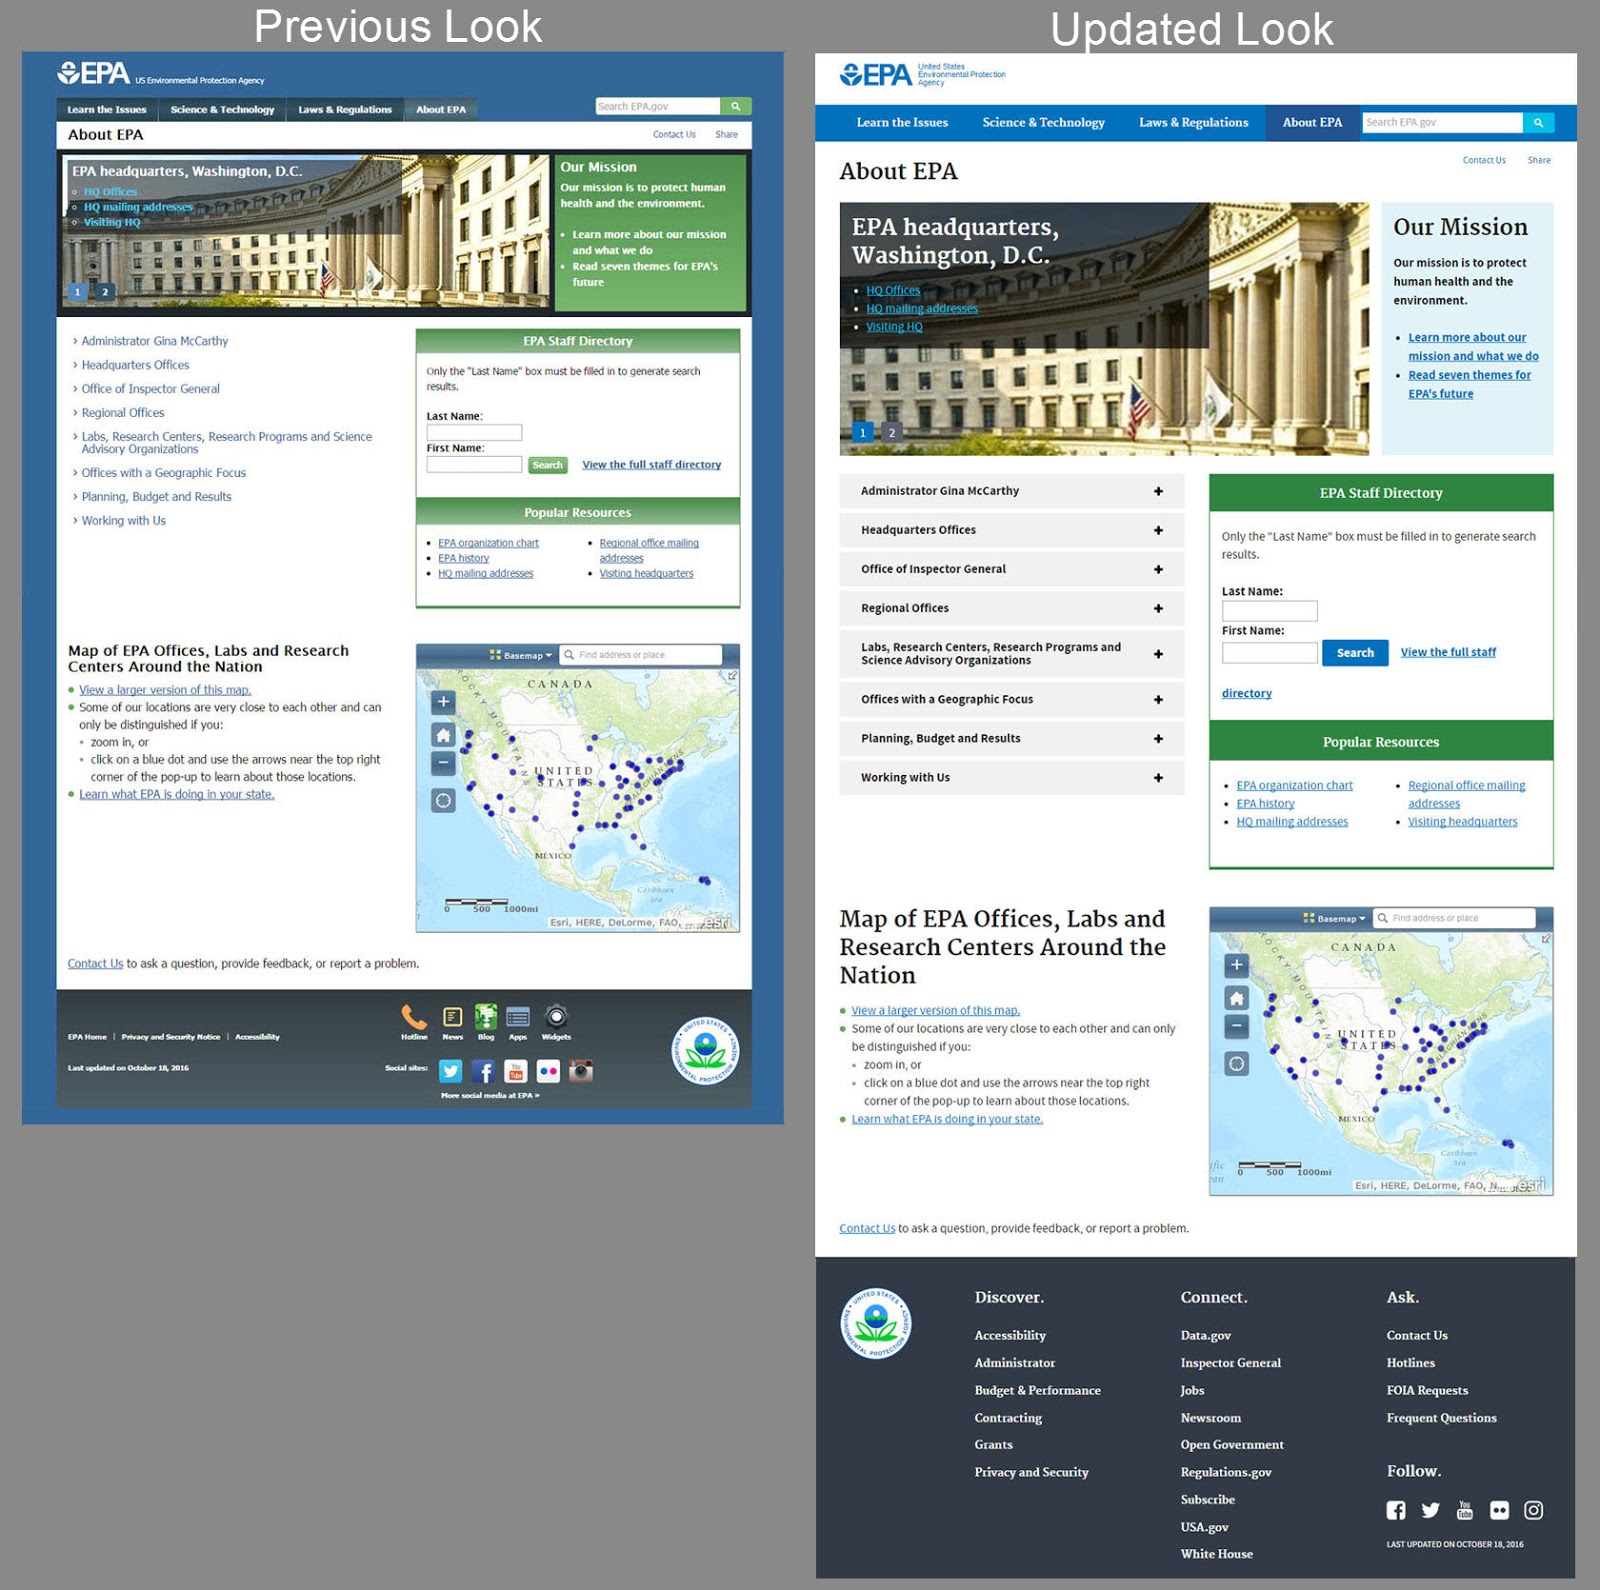 Previous Look
EPA US Environmental Protection Agency
Learn the Issues Science & Technology Laws & Regulations About EPA Search EPA.gov
About EPA Contact Us Share
EPA headquarters, Washington, D.C.
HQ Offices
HQ mailing addresses
Visiting HQ
1 2
Our Mission
Our mission is to protect human
health and the environment.
Learn more about our mission
and what we do
Read seven themes for EPA's
future
› Administrator Gina McCarthy
› Headquarters Offices
› Office of Inspector General
› Regional Offices
› Labs, Research Centers, Research Programs and Science
Advisory Organizations
› Offices with a Geographic Focus
› Planning, Budget and Results
› Working with Us
EPA Staff Directory
Only the "Last Name" box must be filled in to generate search
results.
Last Name:
First Name:
Search View the full staff directory
Popular Resources
EPA organization chart
EPA history
HQ mailing addresses
Regional office mailing
addresses
Visiting headquarters
Map of EPA Offices, Labs and Research
Centers Around the Nation
View a larger version of this map.
Some of our locations are very close to each other and can
only be distinguished if you:
zoom in, or
click on a blue dot and use the arrows near the top right
corner of the pop-up to learn about those locations.
Learn what EPA is doing in your state.
Basemap Find address or place
CANADA
ROCKY MOUNTAINS
UNITED
STATES
APPALACHIANS
MEXICO
Caribbean
Sea
0 500 1000mi
Esri, HERE, DeLorme, FAO, esri
Contact Us to ask a question, provide feedback, or report a problem.
EPA Home | Privacy and Security Notice | Accessibility
Last updated on October 18, 2016
Hotline News Blog Apps Widgets
Social sites: You Tube
More social media at EPA »
UNITED STATES ENVIRONMENTAL PROTECTION AGENCY
Updated Look
EPA United States
Environmental Protection
Agency
Learn the Issues Science & Technology Laws & Regulations About EPA Search EPA.gov
Contact Us Share
About EPA
EPA headquarters,
Washington, D.C.
HQ Offices
HQ mailing addresses
Visiting HQ
1 2
Our Mission
Our mission is to protect
human health and the
environment.
Learn more about our
mission and what we do
Read seven themes for
EPA's future
Administrator Gina McCarthy +
Headquarters Offices +
Office of Inspector General +
Regional Offices +
Labs, Research Centers, Research Programs and
Science Advisory Organizations +
Offices with a Geographic Focus +
Planning, Budget and Results +
Working with Us +
EPA Staff Directory
Only the "Last Name" box must be filled in to generate search
results.
Last Name:
First Name:
Search View the full staff
directory
Popular Resources
EPA organization chart
EPA history
HQ mailing addresses
Regional office mailing
addresses
Visiting headquarters
Map of EPA Offices, Labs and
Research Centers Around the
Nation
View a larger version of this map.
Some of our locations are very close to each other and can only
be distinguished if you:
zoom in, or
click on a blue dot and use the arrows near the top right
corner of the pop-up to learn about those locations.
Learn what EPA is doing in your state.
Basemap Find address or place
CANADA
ROCKY MOUNTAINS
UNITED
STATES
APPALACHIANS
MEXICO
Caribbean
Sea
0 500 1000mi
Esri, HERE, DeLorme, FAO, N... esri
Contact Us to ask a question, provide feedback, or report a problem.
UNITED STATES ENVIRONMENTAL PROTECTION AGENCY
Discover.
Accessibility
Administrator
Budget & Performance
Contracting
Grants
Privacy and Security
Connect.
Data.gov
Inspector General
Jobs
Newsroom
Open Government
Regulations.gov
Subscribe
USA.gov
White House
Ask.
Contact Us
Hotlines
FOIA Requests
Frequent Questions
Follow.
You Tube
LAST UPDATED ON OCTOBER 18, 2016